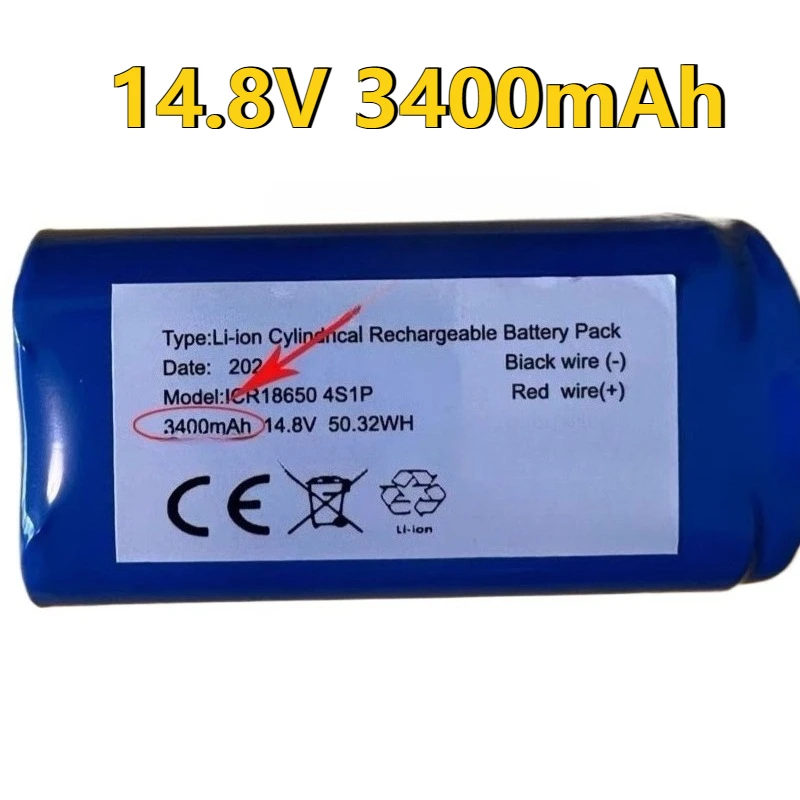 14.8V 3400mAh
Type:Li-ion Cylindrical Rechargeable Battery Pack
Date: 202
Biack wire (-)
Model:ICR18650 4S1P
Red wire(+)
3400mAh 14.8V 50.32WH
CE
Li-ion